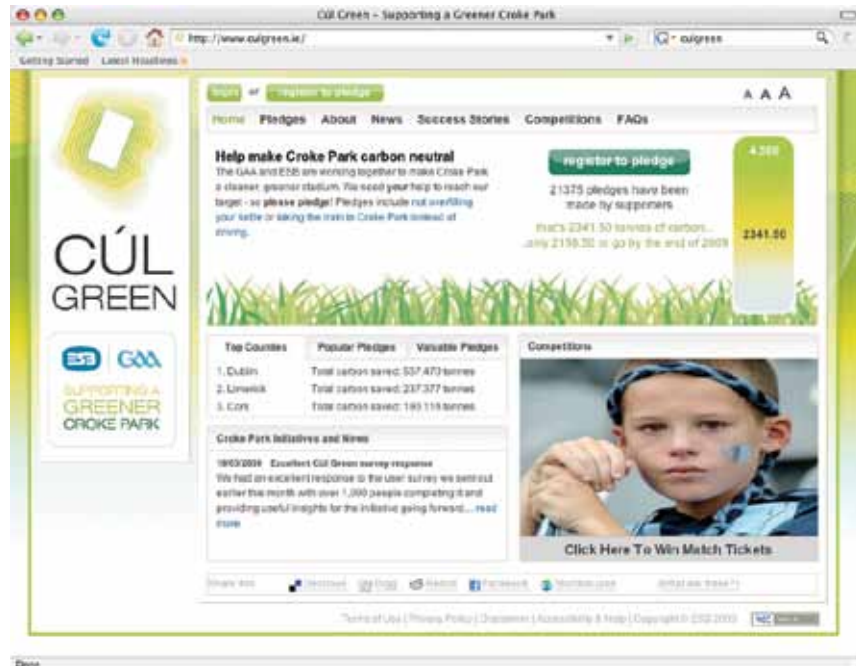 Cúl Green – Supporting a Greener Croke Park
http://www.culgreen.ie/
culgreen
Getting Started Latest Headlines
login or register to pledge
A A A
Home Pledges About News Success Stories Competitions FAQs
CÚL
GREEN
ESB GAA
SUPPORTING A
GREENER
CROKE PARK
Help make Croke Park carbon neutral
The GAA and ESB are working together to make Croke Park
a cleaner, greener stadium. We need your help to reach our
target - so please pledge! Pledges include not overfilling
your kettle or taking the train to Croke Park instead of
driving.
register to pledge
21375 pledges have been
made by supporters
that's 2341.50 tonnes of carbon...
only 2158.50 to go by the end of 2009
2341.50
Top Counties Popular Pledges Valuable Pledges
1. Dublin Total carbon saved: 537.473 tonnes
2. Limerick Total carbon saved: 237.377 tonnes
3. Cork Total carbon saved: 193.119 tonnes
Croke Park Initiatives and News
Excellent Cúl Green survey response
We had an excellent response to the user survey we sent out
earlier this month with over 1,000 people completing it and
providing useful insights for the initiative going forward... read
more
Competitions
Click Here To Win Match Tickets
Share this Digg Reddit Facebook StumbleUpon
Terms of Use | Privacy Policy | Disclaimer | Accessibility & Help | Copyright © ESB
Done